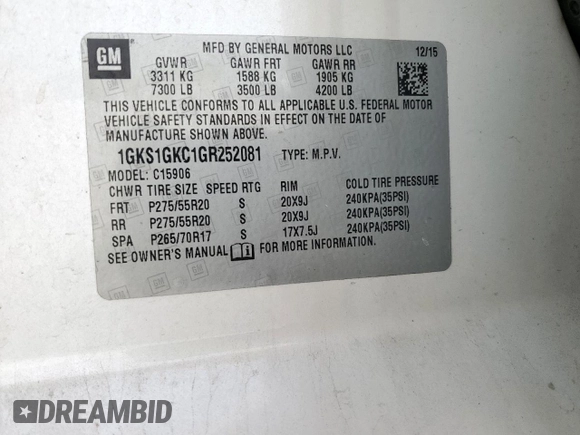 GM
MFD BY GENERAL MOTORS LLC 12/15
GVWR GAWR FRT GAWR RR
3311 KG 1588 KG 1905 KG
7300 LB 3500 LB 4200 LB
THIS VEHICLE CONFORMS TO ALL APPLICABLE U.S. FEDERAL MOTOR
VEHICLE SAFETY STANDARDS IN EFFECT ON THE DATE OF
MANUFACTURE SHOWN ABOVE.
1GKS1GKC1GR252081 TYPE: M.P.V.
MODEL: C15906
CHWR TIRE SIZE SPEED RTG RIM COLD TIRE PRESSURE
FRT P275/55R20 S 20X9J 240KPA(35PSI)
RR P275/55R20 S 20X9J 240KPA(35PSI)
SPA P265/70R17 S 17X7.5J 240KPA(35PSI)
SEE OWNER'S MANUAL FOR MORE INFORMATION.
DREAMBID